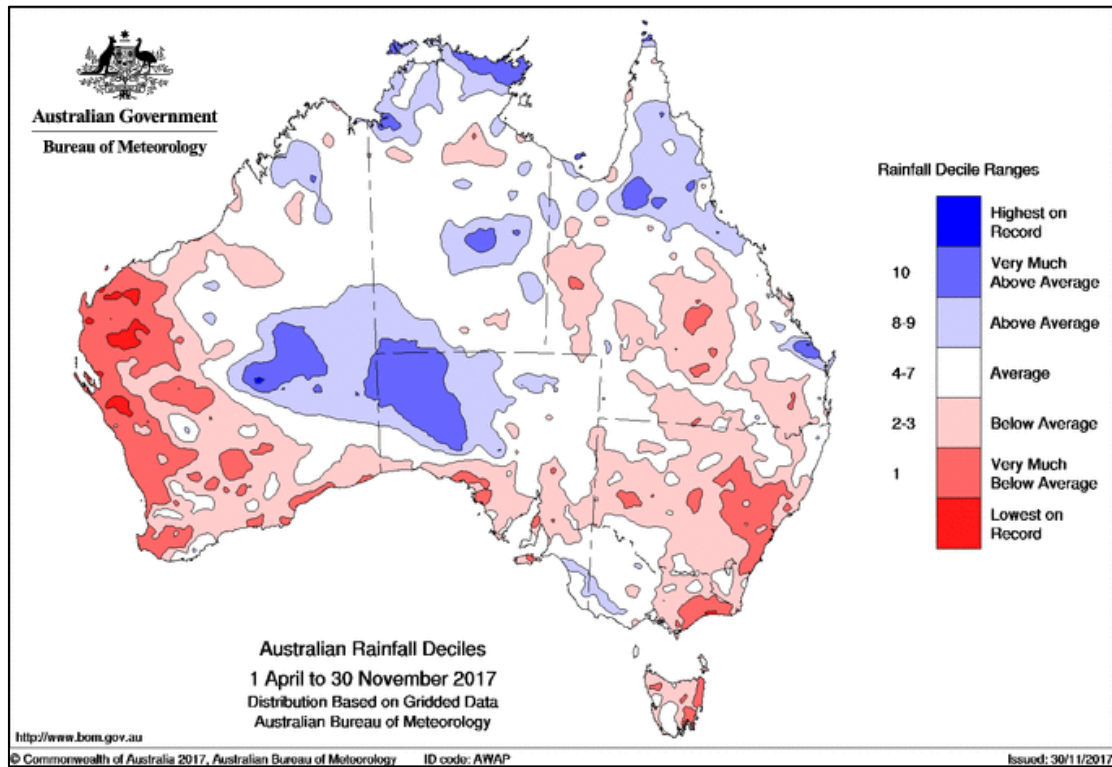 Australian Government
Bureau of Meteorology
Rainfall Decile Ranges
Highest on
Record
10
Very Much
Above Average
8-9
Above Average
4-7
Average
2-3
Below Average
1
Very Much
Below Average
Lowest on
Record
Australian Rainfall Deciles
1 April to 30 November 2017
Distribution Based on Gridded Data
Australian Bureau of Meteorology
http://www.bom.gov.au
© Commonwealth of Australia 2017, Australian Bureau of Meteorology ID code: AWAP Issued: 30/11/2017